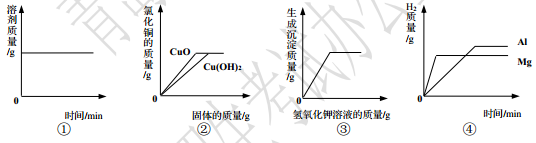 溶剂质量/g
0
时间/min
①
氯化铜的质量/g
CuO
Cu(OH)₂
0
固体的质量/g
②
生成沉淀质量/g
0
氢氧化钾溶液的质量/g
③
H₂质量/g
Al
Mg
0
时间/min
④